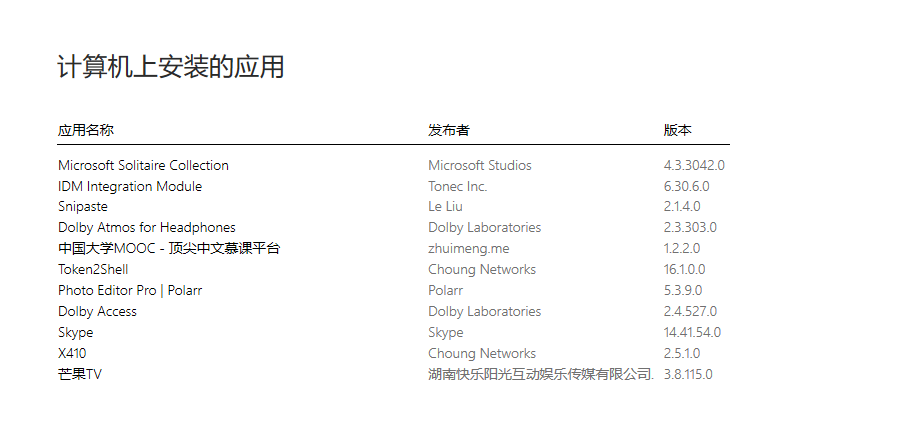 计算机上安装的应用
应用名称 发布者 版本
Microsoft Solitaire Collection Microsoft Studios 4.3.3042.0
IDM Integration Module Tonec Inc. 6.30.6.0
Snipaste Le Liu 2.1.4.0
Dolby Atmos for Headphones Dolby Laboratories 2.3.303.0
中国大学MOOC - 顶尖中文慕课平台 zhuimeng.me 1.2.2.0
Token2Shell Choung Networks 16.1.0.0
Photo Editor Pro | Polarr Polarr 5.3.9.0
Dolby Access Dolby Laboratories 2.4.527.0
Skype Skype 14.41.54.0
X410 Choung Networks 2.5.1.0
芒果TV 湖南快乐阳光互动娱乐传媒有限公司. 3.8.115.0